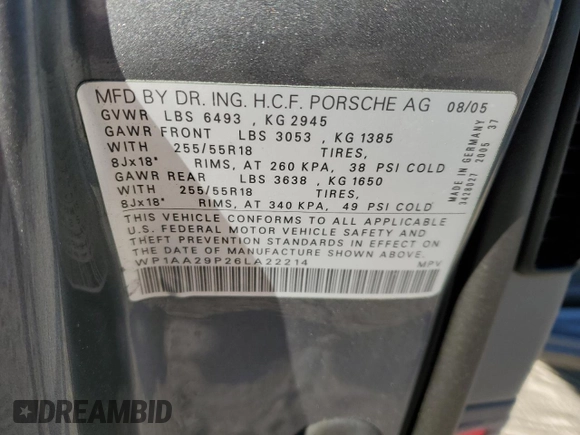 MFD BY DR. ING. H.C.F. PORSCHE AG 08/05
GVWR LBS 6493 , KG 2945
GAWR FRONT LBS 3053 , KG 1385
WITH 255/55R18 TIRES,
8Jx18" RIMS, AT 260 KPA, 38 PSI COLD
GAWR REAR LBS 3638 , KG 1650
WITH 255/55R18 TIRES,
8Jx18" RIMS, AT 340 KPA, 49 PSI COLD
THIS VEHICLE CONFORMS TO ALL APPLICABLE
U.S. FEDERAL MOTOR VEHICLE SAFETY AND
THEFT PREVENTION STANDARDS IN EFFECT ON
THE DATE OF MANUFACTURE SHOWN ABOVE.
WP1AA29P26LA22214 MPV
MADE IN GERMANY
3428027 2005 37
DREAMBID